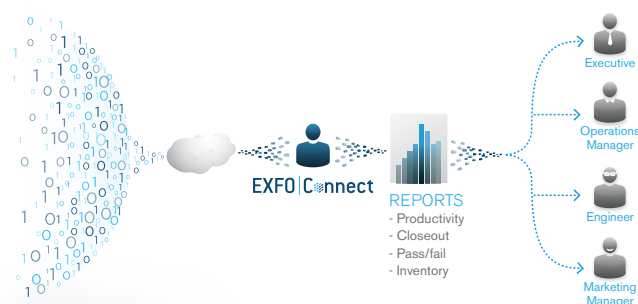 EXFO Connect
REPORTS
- Productivity
- Closeout
- Pass/fail
- Inventory
Executive
Operations
Manager
Engineer
Marketing
Manager